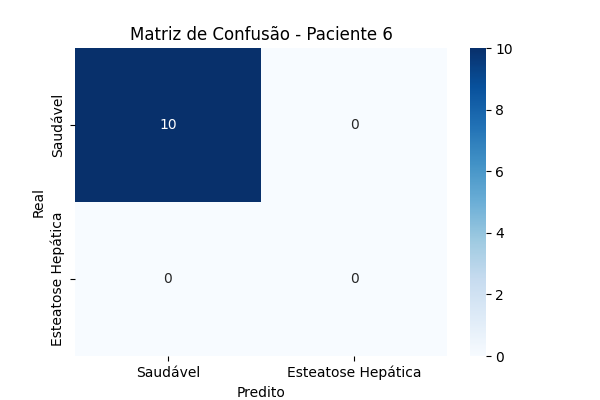 Matriz de Confusão - Paciente 6
Real
Saudável
10
0
Esteatose Hepática
0
0
Saudável
Esteatose Hepática
Predito
10
8
6
4
2
0